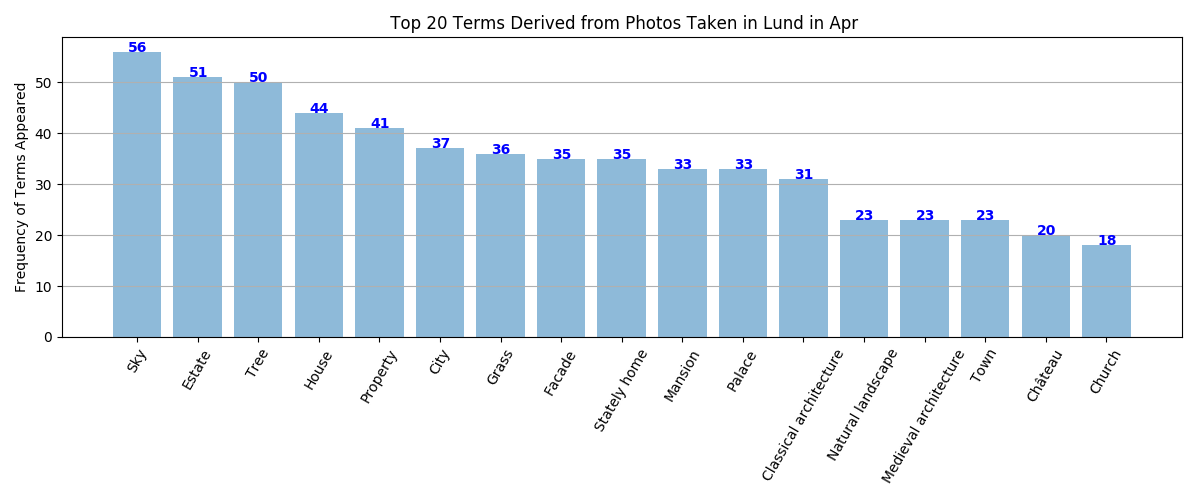 Top 20 Terms Derived from Photos Taken in Lund in Apr
Frequency of Terms Appeared
50
40
30
20
10
0
56
51
50
44
41
37
36
35
35
33
33
31
23
23
23
20
18
Sky
Estate
Tree
House
Property
City
Grass
Facade
Stately home
Mansion
Palace
Classical architecture
Natural landscape
Medieval architecture
Town
Château
Church